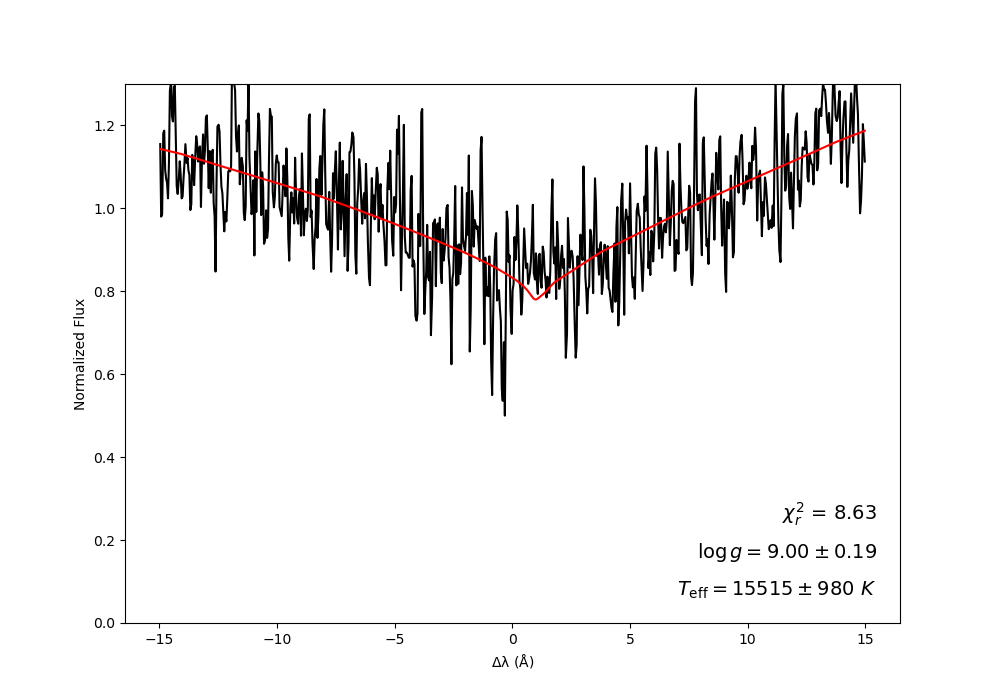 1.2
1.0
0.8
0.6
0.4
0.2
0.0
Normalized Flux
χ²ᵣ = 8.63
log g = 9.00 ± 0.19
T_eff = 15515 ± 980 K
−15 −10 −5 0 5 10 15
Δλ (Å)